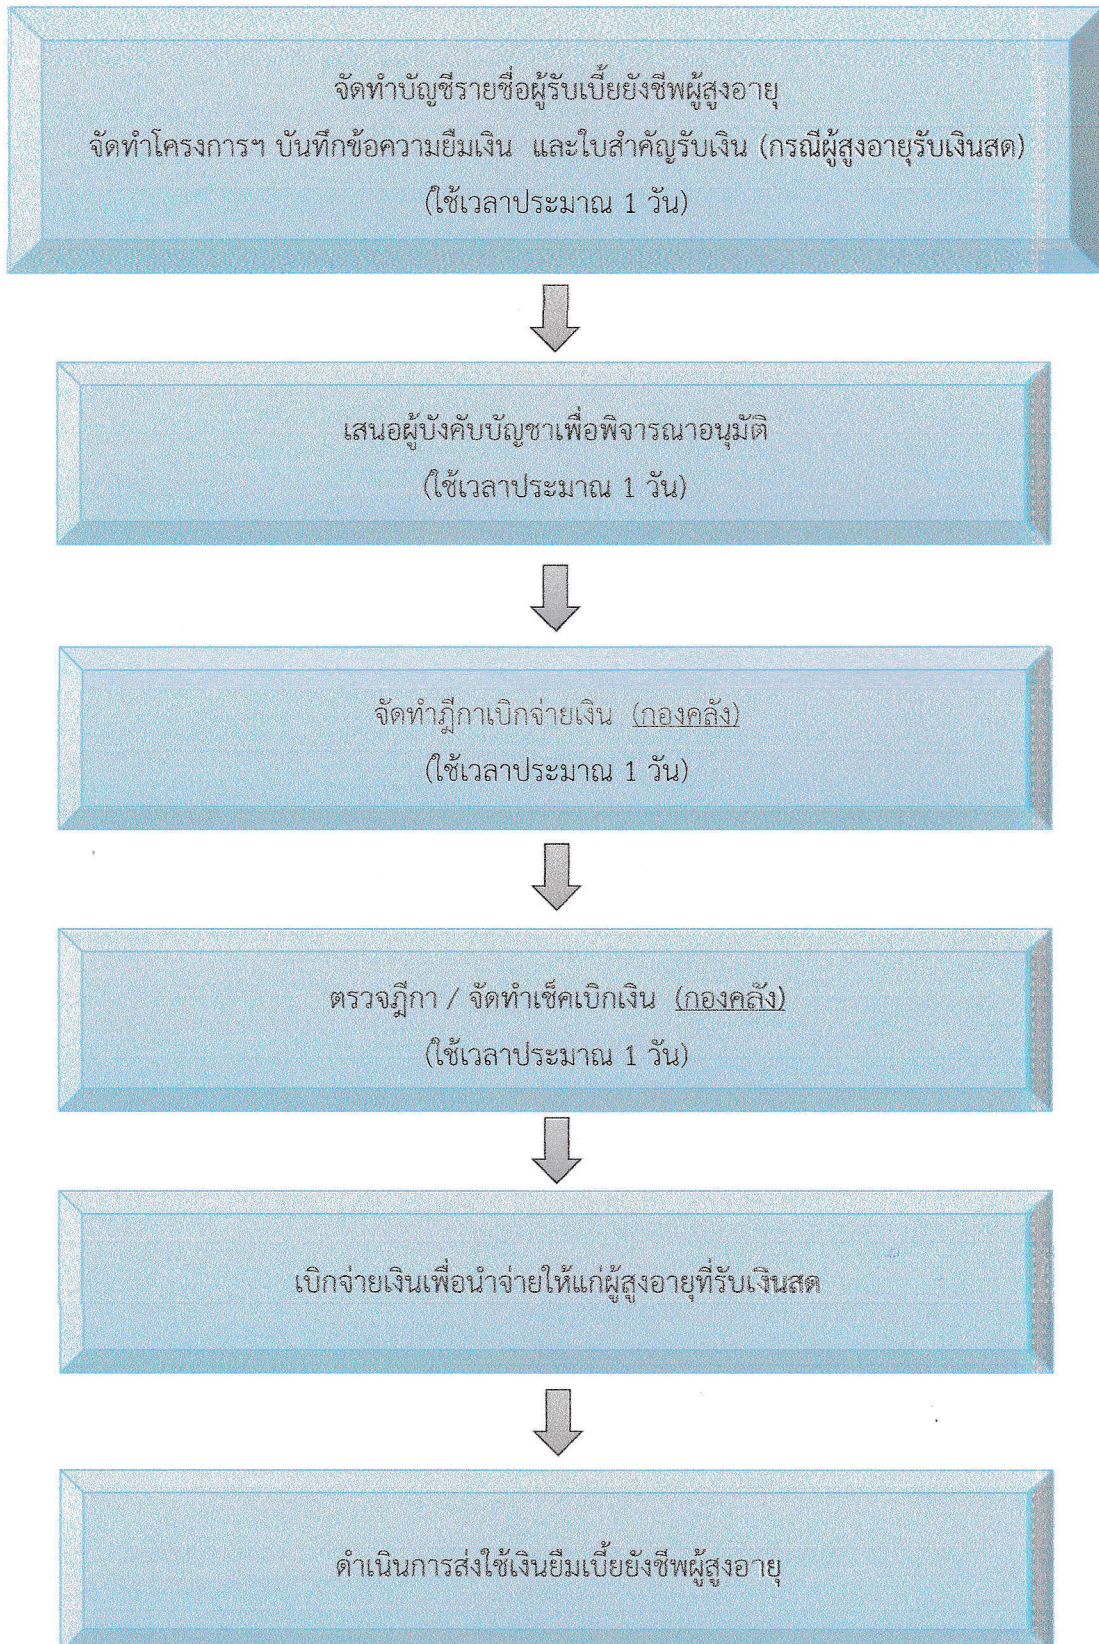 จัดทำบัญชีรายชื่อผู้รับเบี้ยยังชีพผู้สูงอายุ
จัดทำโครงการฯ บันทึกข้อความยืมเงิน และใบสำคัญรับเงิน (กรณีผู้สูงอายุรับเงินสด)
(ใช้เวลาประมาณ 1 วัน)
เสนอผู้บังคับบัญชาเพื่อพิจารณาอนุมัติ
(ใช้เวลาประมาณ 1 วัน)
จัดทำฎีกาเบิกจ่ายเงิน (กองคลัง)
(ใช้เวลาประมาณ 1 วัน)
ตรวจฎีกา / จัดทำเช็คเบิกเงิน (กองคลัง)
(ใช้เวลาประมาณ 1 วัน)
เบิกจ่ายเงินเพื่อนำจ่ายให้แก่ผู้สูงอายุที่รับเงินสด
ดำเนินการส่งใช้เงินยืมเบี้ยยังชีพผู้สูงอายุ